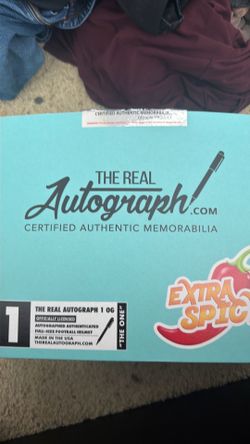 CERTIFIED AUTHENTIC MEMORABILIA
THE REAL
Autograph.COM
CERTIFIED AUTHENTIC MEMORABILIA
EXTRA
SPIC
1
THE REAL AUTOGRAPH 1 OG
OFFICIALLY LICENSED
AUTOGRAPHED AUTHENTICATED
FULL-SIZE FOOTBALL HELMET
MADE IN THE USA
THEREALAUTOGRAPH.COM
"THE ONE"